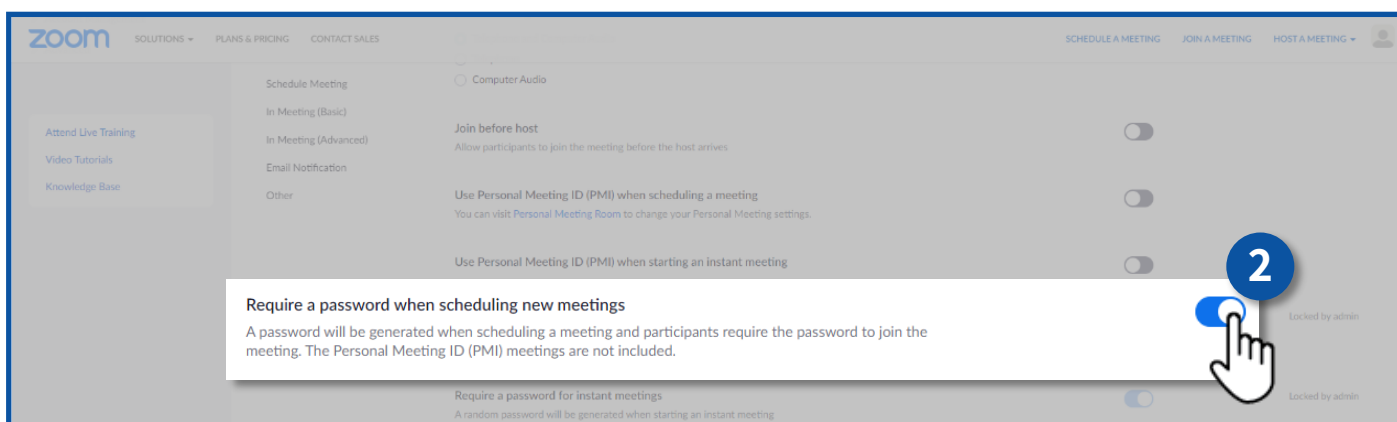 zoom SOLUTIONS PLANS & PRICING CONTACT SALES SCHEDULE A MEETING JOIN A MEETING HOST A MEETING
Schedule Meeting
In Meeting (Basic)
In Meeting (Advanced)
Email Notification
Other
Attend Live Training
Video Tutorials
Knowledge Base
Computer Audio
Join before host
Allow participants to join the meeting before the host arrives
Use Personal Meeting ID (PMI) when scheduling a meeting
You can visit Personal Meeting Room to change your Personal Meeting settings.
Use Personal Meeting ID (PMI) when starting an instant meeting
2
Require a password when scheduling new meetings
A password will be generated when scheduling a meeting and participants require the password to join the
meeting. The Personal Meeting ID (PMI) meetings are not included.
Locked by admin
Require a password for instant meetings
A random password will be generated when starting an instant meeting
Locked by admin